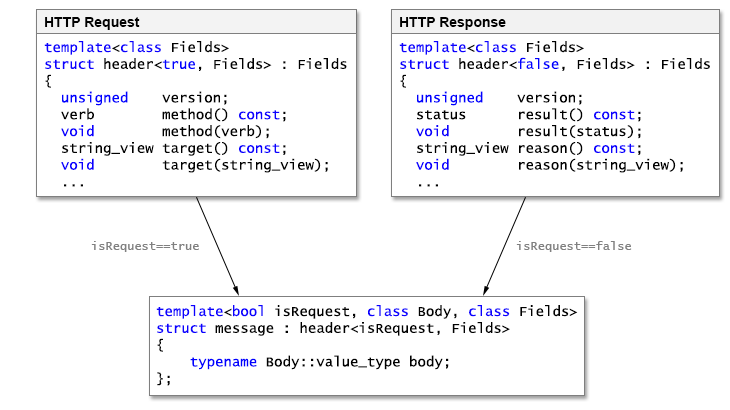 HTTP Request
template<class Fields>
struct header<true, Fields> : Fields
{
  unsigned    version;
  verb        method() const;
  void        method(verb);
  string_view target() const;
  void        target(string_view);
  ...
HTTP Response
template<class Fields>
struct header<false, Fields> : Fields
{
  unsigned    version;
  status      result() const;
  void        result(status);
  string_view reason() const;
  void        reason(string_view);
  ...
isRequest==true
isRequest==false
template<bool isRequest, class Body, class Fields>
struct message : header<isRequest, Fields>
{
    typename Body::value_type body;
};